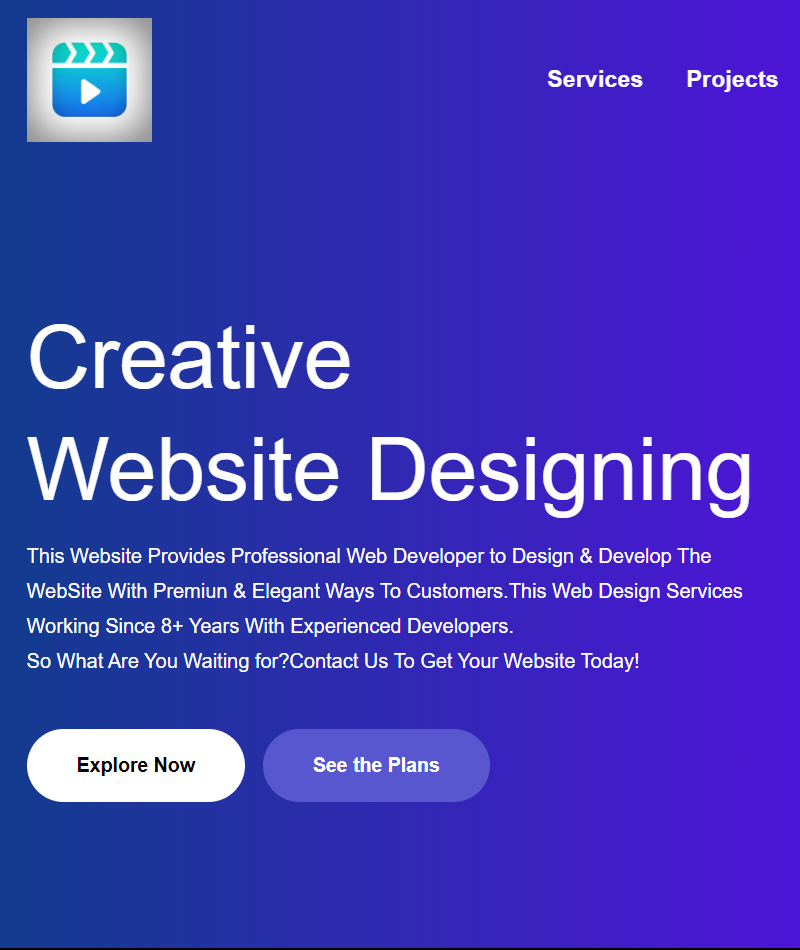 Services Projects
Creative
Website Designing
This Website Provides Professional Web Developer to Design & Develop The
WebSite With Premiun & Elegant Ways To Customers.This Web Design Services
Working Since 8+ Years With Experienced Developers.
So What Are You Waiting for?Contact Us To Get Your Website Today!
Explore Now See the Plans